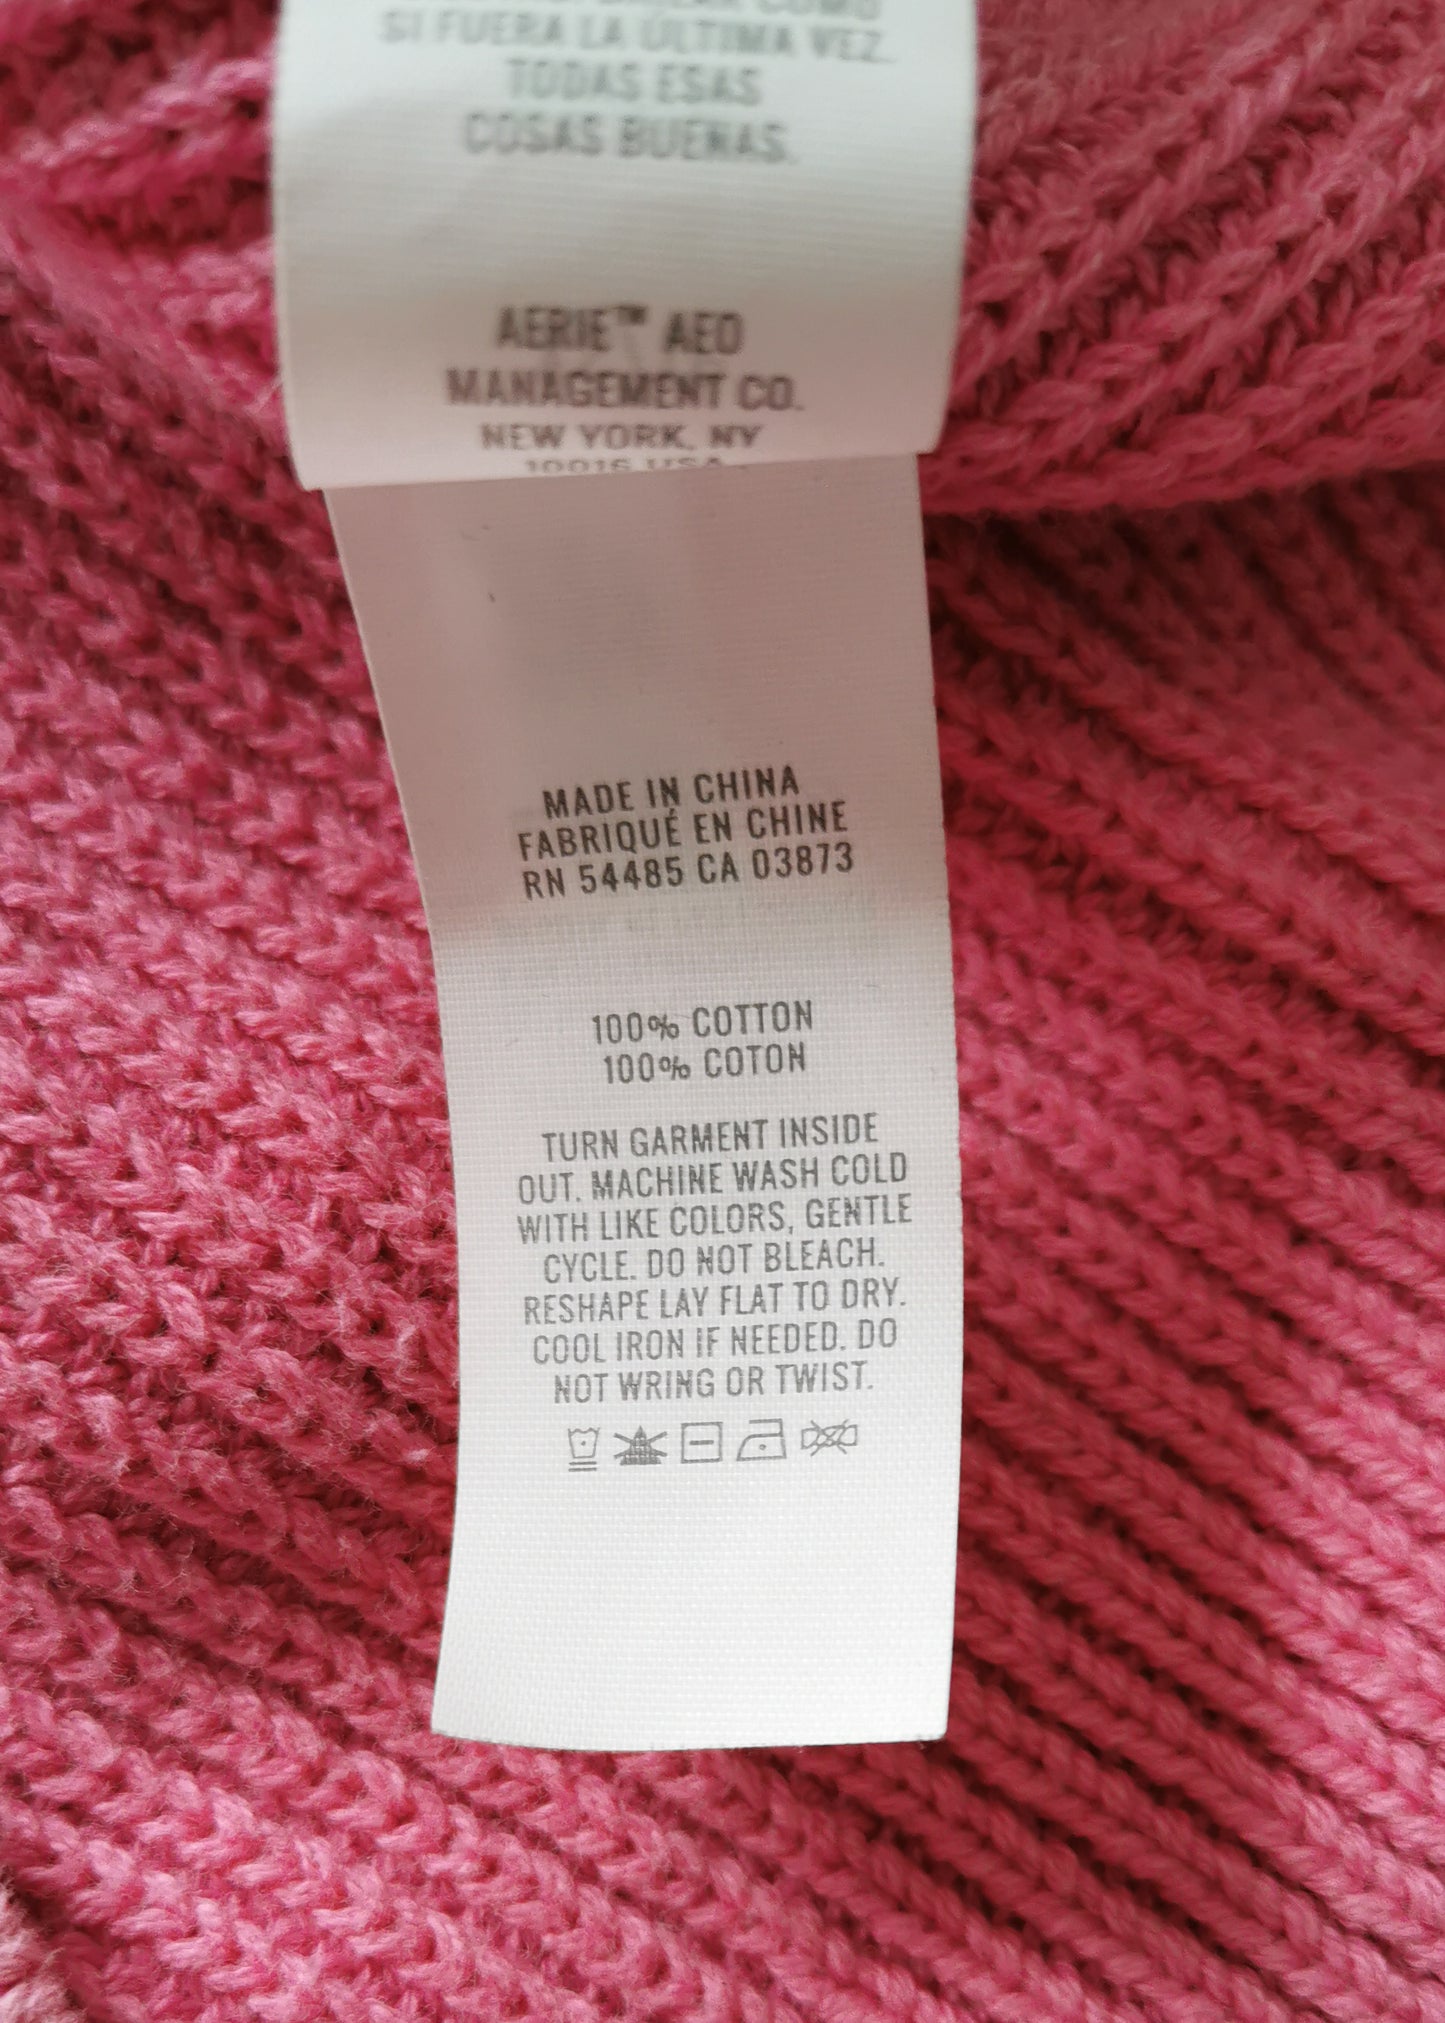 COMO
SI FUERA LA ÚLTIMA VEZ.
TODAS ESAS
COSAS BUENAS.
AERIE™ AEO
MANAGEMENT CO.
NEW YORK, NY
10016 USA
MADE IN CHINA
FABRIQUÉ EN CHINE
RN 54485 CA 03873
100% COTTON
100% COTON
TURN GARMENT INSIDE
OUT. MACHINE WASH COLD
WITH LIKE COLORS, GENTLE
CYCLE. DO NOT BLEACH.
RESHAPE LAY FLAT TO DRY.
COOL IRON IF NEEDED. DO
NOT WRING OR TWIST.